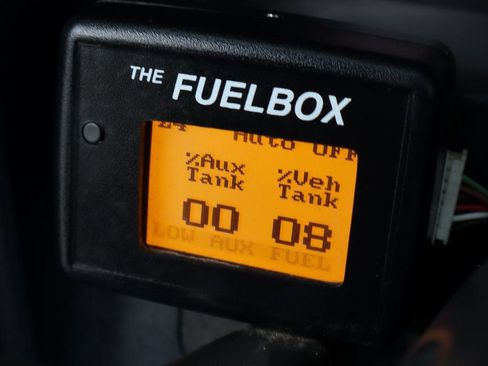 THE FUELBOX
Auto OFF
%Aux %Veh
Tank Tank
00 08
LOW AUX FUEL